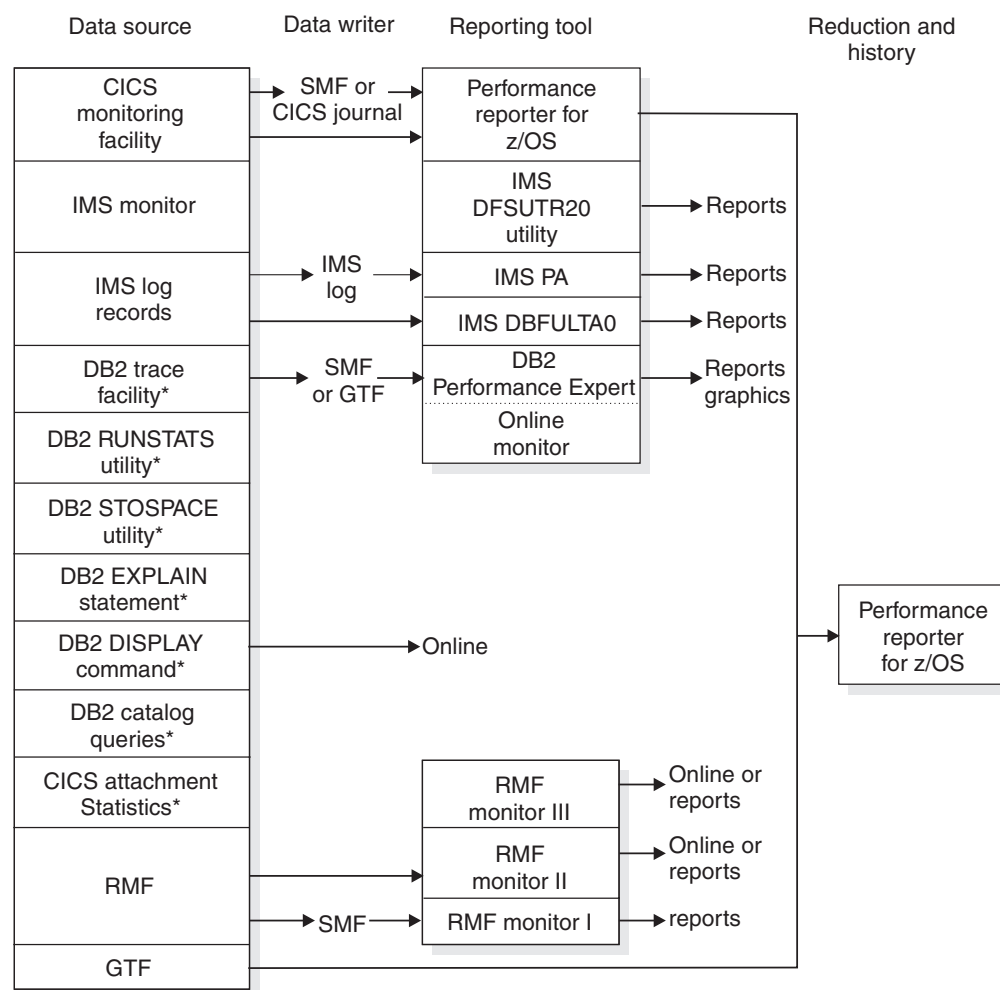 Data source
Data writer
Reporting tool
Reduction and
history
CICS
monitoring
facility
SMF or
CICS journal
Performance
reporter for
z/OS
IMS monitor
IMS
DFSUTR20
utility
Reports
IMS log
records
IMS
log
IMS PA
Reports
IMS DBFULTA0
Reports
DB2 trace
facility*
SMF
or GTF
DB2
Performance Expert
Reports
graphics
Online
monitor
DB2 RUNSTATS
utility*
DB2 STOSPACE
utility*
DB2 EXPLAIN
statement*
DB2 DISPLAY
command*
Online
Performance
reporter
for z/OS
DB2 catalog
queries*
CICS attachment
Statistics*
RMF
monitor III
Online or
reports
RMF
RMF
monitor II
Online or
reports
SMF
RMF monitor I
reports
GTF